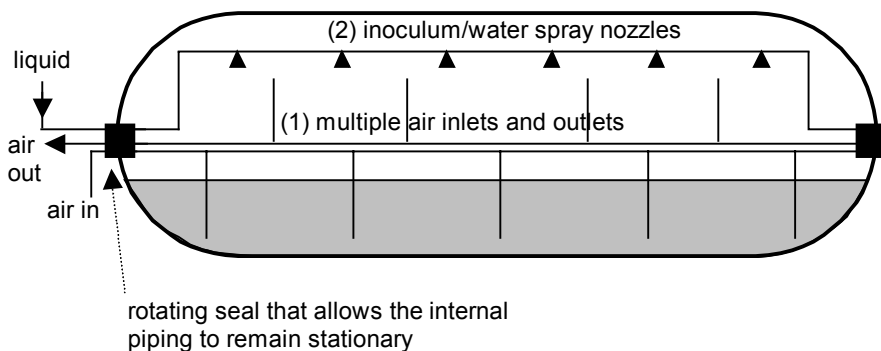 (2) inoculum/water spray nozzles
liquid
(1) multiple air inlets and outlets
air
out
air in
rotating seal that allows the internal
piping to remain stationary